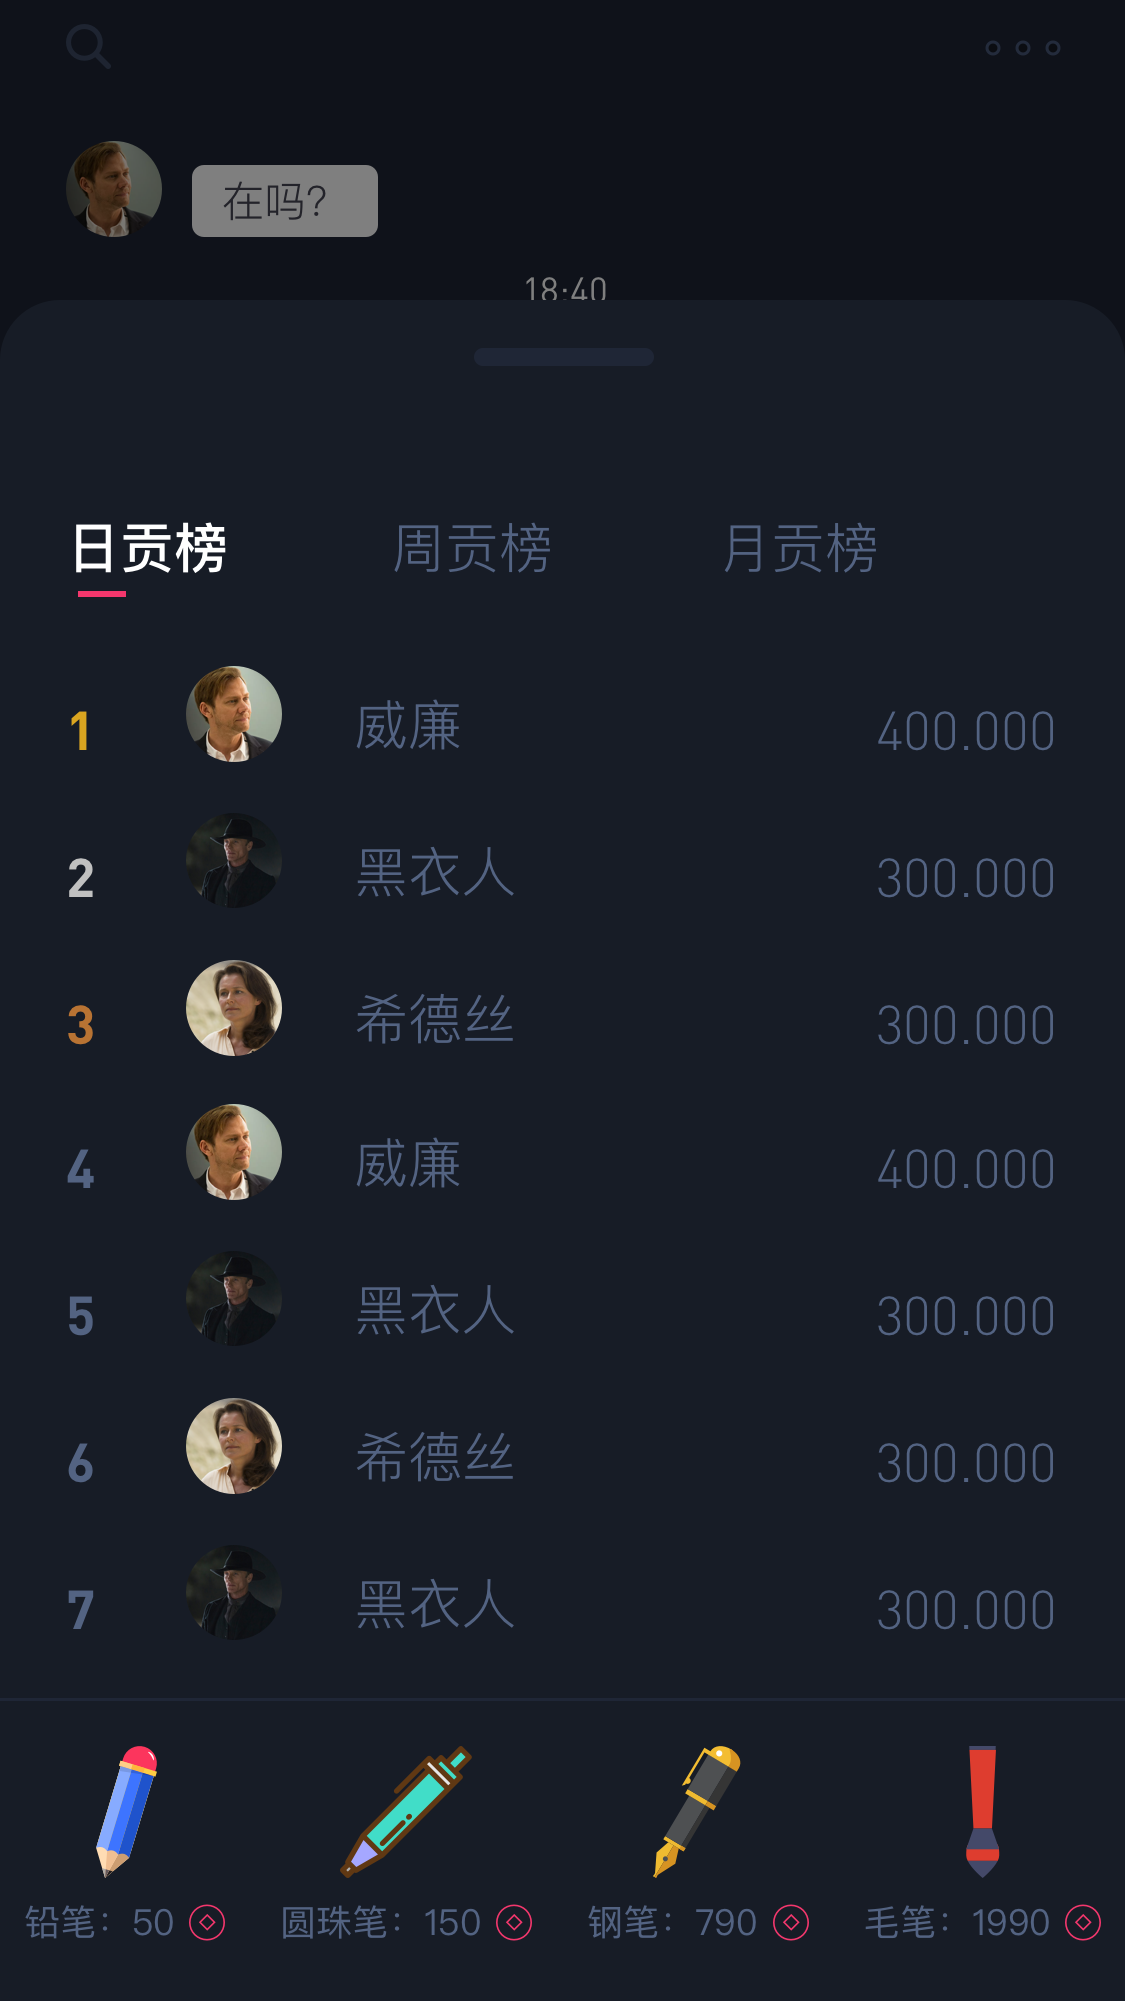 在吗？
18:40
日贡榜 周贡榜 月贡榜
1 威廉 400.000
2 黑衣人 300.000
3 希德丝 300.000
4 威廉 400.000
5 黑衣人 300.000
6 希德丝 300.000
7 黑衣人 300.000
铅笔：50 圆珠笔：150 钢笔：790 毛笔：1990